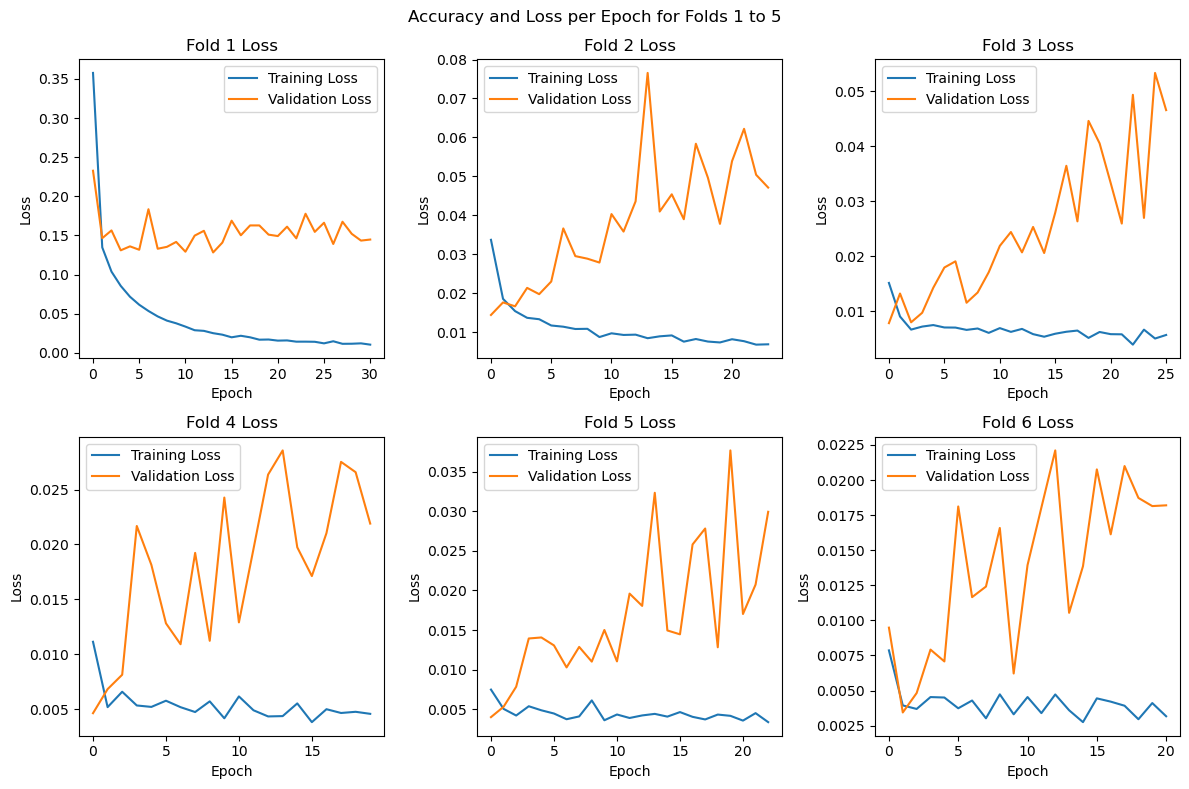 Accuracy and Loss per Epoch for Folds 1 to 5
Fold 1 Loss
Training Loss
Validation Loss
0.35
0.30
0.25
0.20
0.15
0.10
0.05
0.00
Loss
0 5 10 15 20 25 30
Epoch
Fold 2 Loss
Training Loss
Validation Loss
0.08
0.07
0.06
0.05
0.04
0.03
0.02
0.01
Loss
0 5 10 15 20
Epoch
Fold 3 Loss
Training Loss
Validation Loss
0.05
0.04
0.03
0.02
0.01
Loss
0 5 10 15 20 25
Epoch
Fold 4 Loss
Training Loss
Validation Loss
0.025
0.020
0.015
0.010
0.005
Loss
0 5 10 15
Epoch
Fold 5 Loss
Training Loss
Validation Loss
0.035
0.030
0.025
0.020
0.015
0.010
0.005
Loss
0 5 10 15 20
Epoch
Fold 6 Loss
Training Loss
Validation Loss
0.0225
0.0200
0.0175
0.0150
0.0125
0.0100
0.0075
0.0050
0.0025
Loss
0 5 10 15 20
Epoch